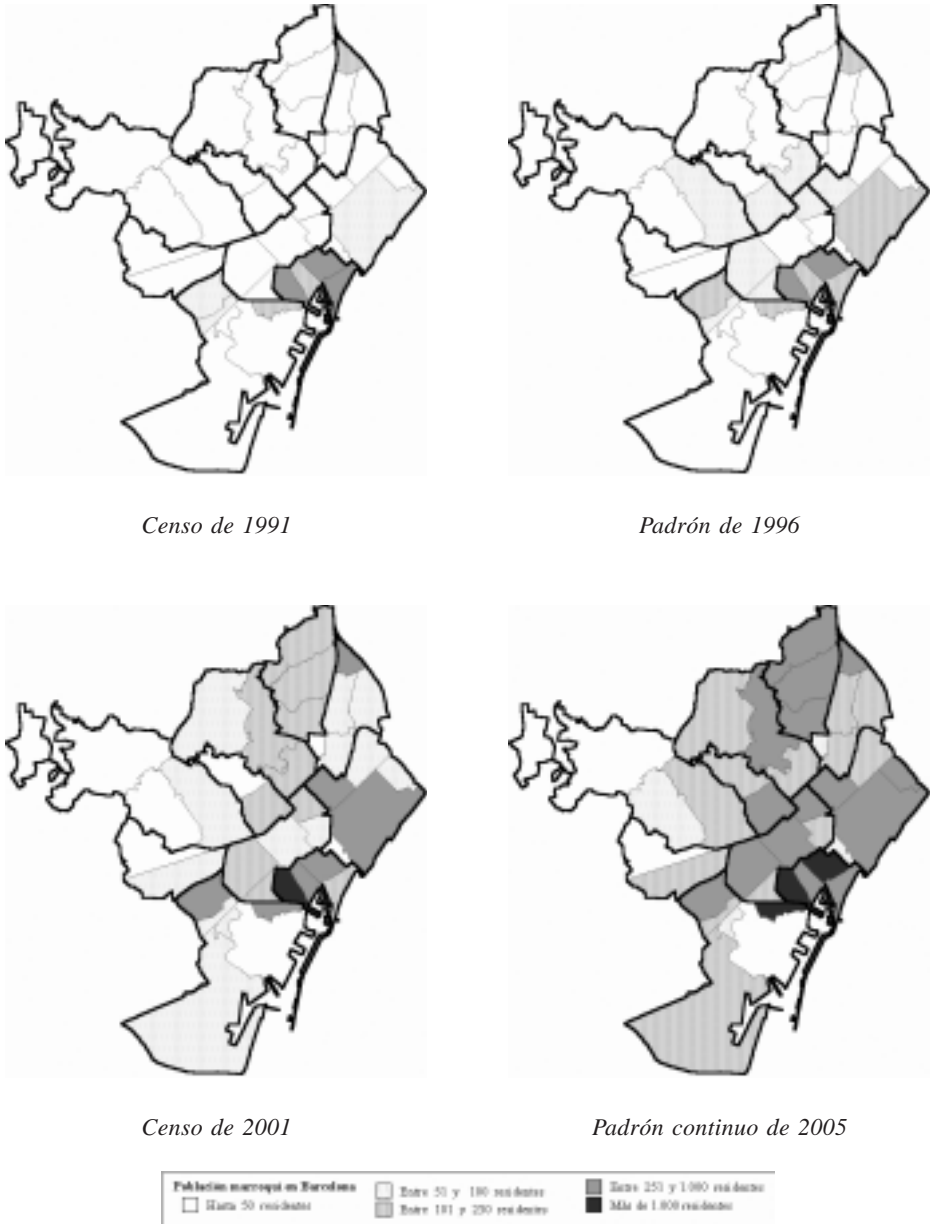 Censo de 1991
Padrón de 1996
Censo de 2001
Padrón continuo de 2005
Población marroquí en Barcelona
Hasta 50 residentes
Entre 51 y 100 residentes
Entre 101 y 250 residentes
Entre 251 y 1.000 residentes
Más de 1.000 residentes